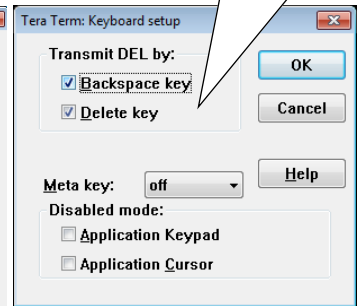 Tera Term: Keyboard setup
Transmit DEL by:
Backspace key
Delete key
OK
Cancel
Meta key: off
Help
Disabled mode:
Application Keypad
Application Cursor